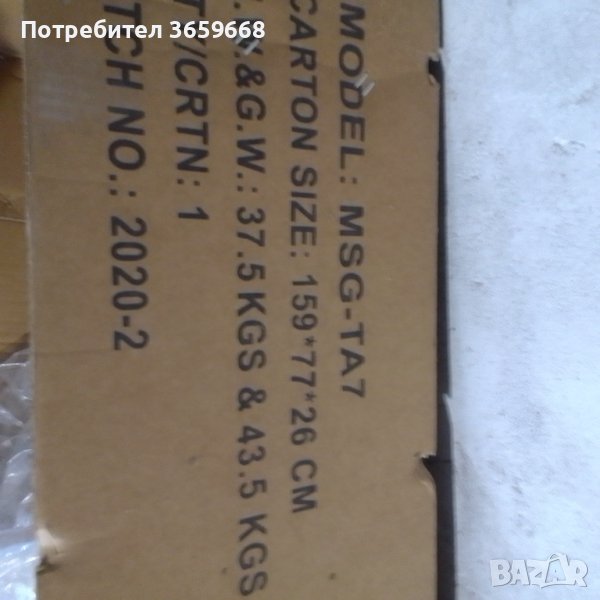 Потребител 3659668
MODEL: MSG-TA7
CARTON SIZE: 159*77*26 CM
.&G.W.: 37.5 KGS & 43.5 KGS
/CRTN: 1
TCH NO.: 2020-2
BAZAR